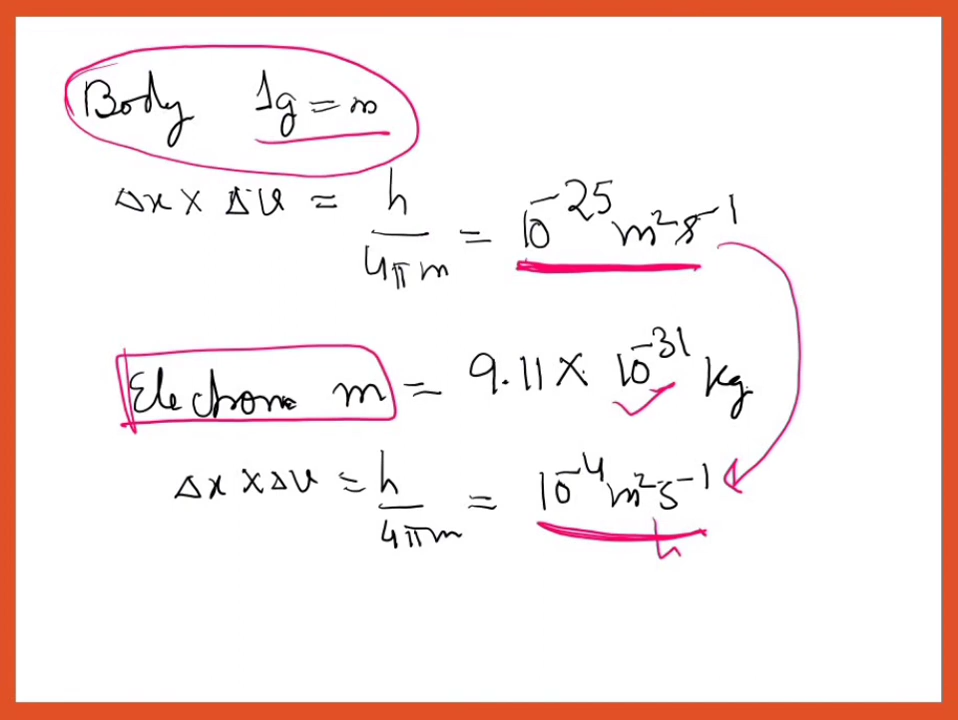 Body 1g = m
Δx × Δv = h/4πm = 10⁻²⁵ m²s⁻¹
Electrone m = 9.11 × 10⁻³¹ kg
Δx × Δv = h/4πm = 10⁻⁴ m²s⁻¹